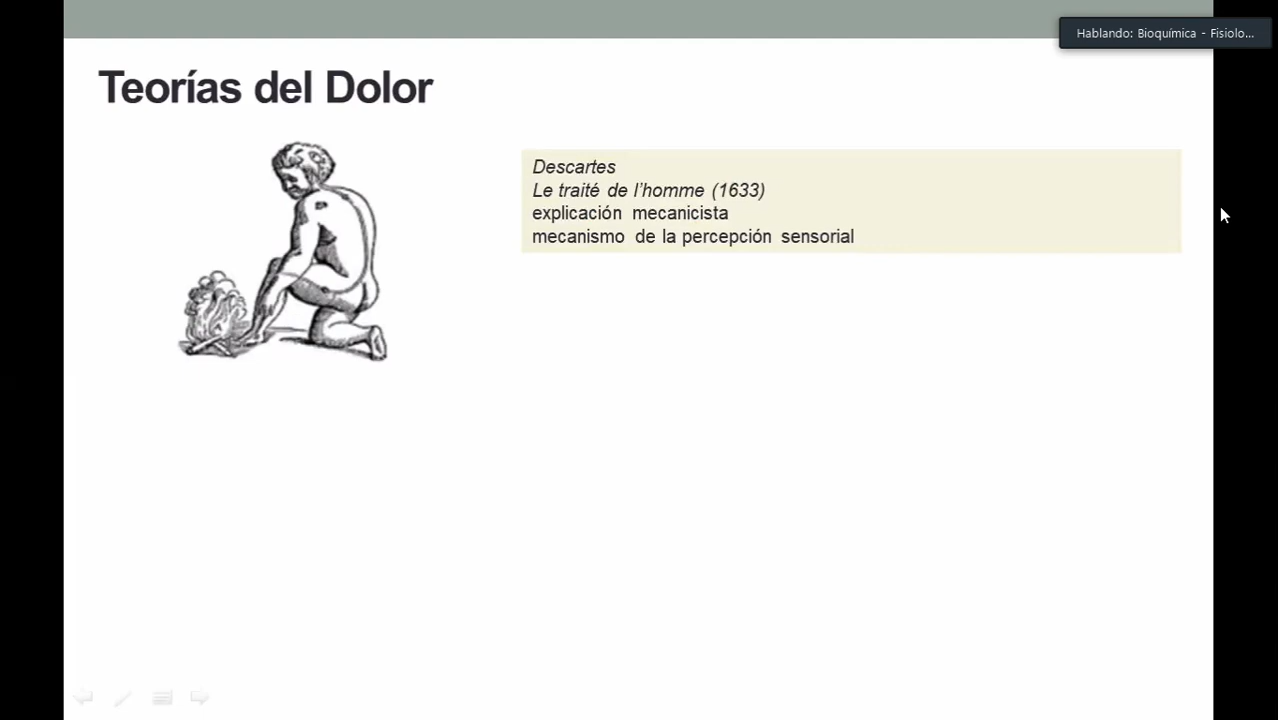 Hablando: Bioquímica - Fisiolo...
Teorías del Dolor
Descartes
Le traité de l’homme (1633)
explicación mecanicista
mecanismo de la percepción sensorial